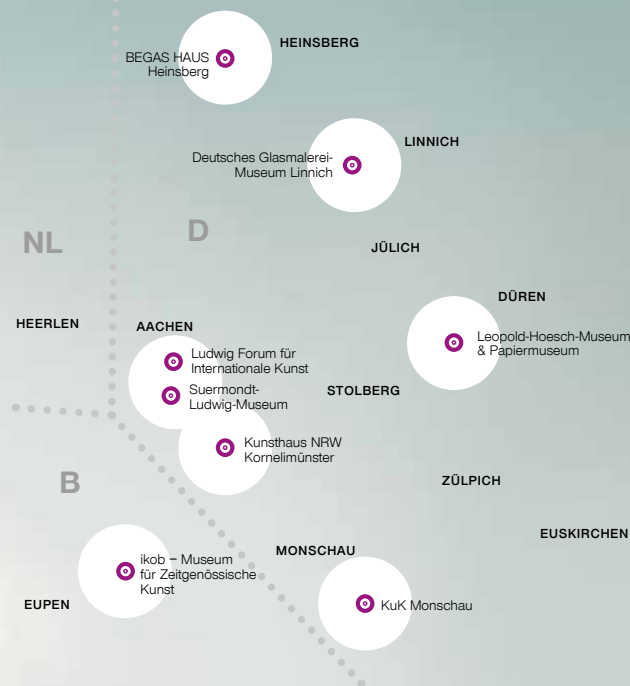 HEINSBERG
BEGAS HAUS
Heinsberg
LINNICH
Deutsches Glasmalerei-
Museum Linnich
NL
D
JÜLICH
DÜREN
HEERLEN
AACHEN
Leopold-Hoesch-Museum
& Papiermuseum
Ludwig Forum für
Internationale Kunst
Suermondt-
Ludwig-Museum
STOLBERG
Kunsthaus NRW
Kornelimünster
B
ZÜLPICH
EUSKIRCHEN
MONSCHAU
ikob – Museum
für Zeitgenössische
Kunst
EUPEN
KuK Monschau